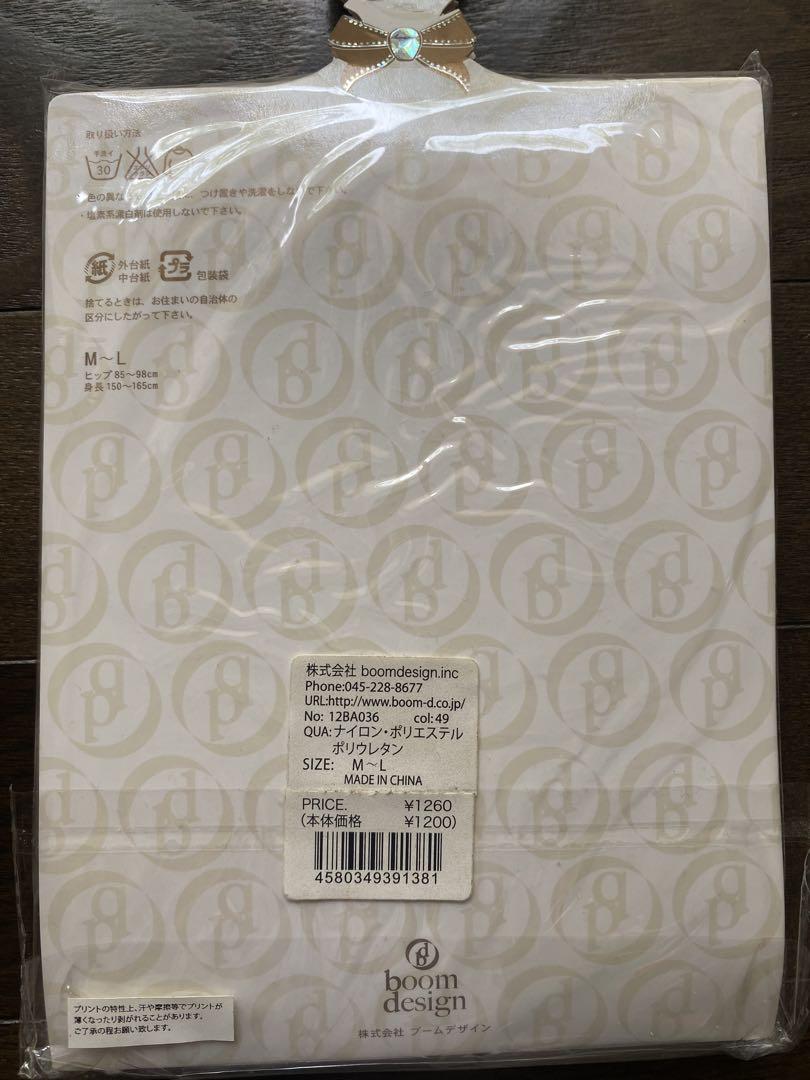 取り扱い方法
手洗イ
30
色の異な つけ置きや洗濯をしないで下さい。
・塩素系漂白剤は使用しないで下さい。
紙 外台紙
中台紙
プラ 包装袋
捨てるときは、お住まいの自治体の
区分にしたがって下さい。
M～L
ヒップ 85～98cm
身長 150～165cm
株式会社 boomdesign.inc
Phone:045-228-8677
URL:http://www.boom-d.co.jp/
No: 12BA036 col:49
QUA:ナイロン・ポリエステル
ポリウレタン
SIZE: M～L
MADE IN CHINA
PRICE. ¥1260
(本体価格 ¥1200)
4580349391381
boom
design
株式会社 ブームデザイン
プリントの特性上、汗や摩擦等でプリントが
薄くなったり剥がれることがあります。
ご了承の程お願い致します。